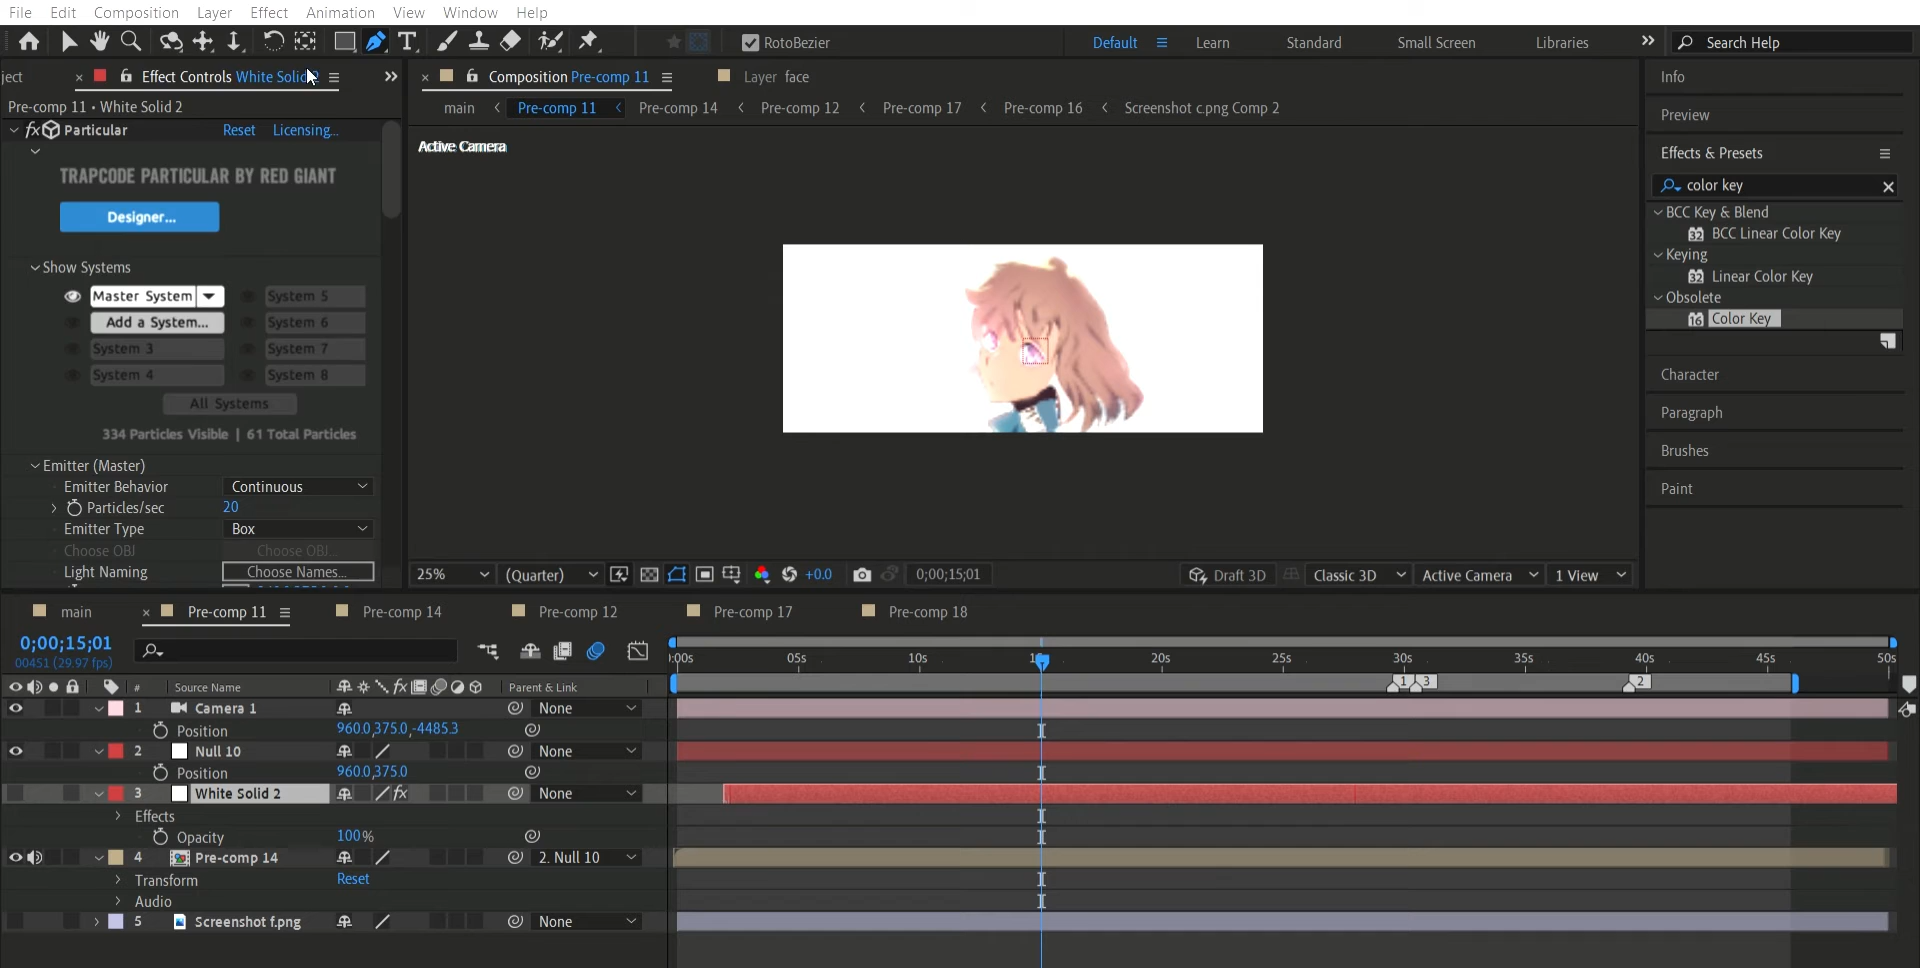 File Edit Composition Layer Effect Animation View Window Help
RotoBezier
Default Learn Standard Small Screen Libraries Search Help
ject Effect Controls White Solid 2
Composition Pre-comp 11
Layer face
Info
Pre-comp 11 • White Solid 2
main Pre-comp 11 Pre-comp 14 Pre-comp 12 Pre-comp 17 Pre-comp 16 Screenshot c.png Comp 2
Preview
fx Particular Reset Licensing...
Active Camera
Effects & Presets
TRAPCODE PARTICULAR BY RED GIANT
color key
Designer...
BCC Key & Blend
32 BCC Linear Color Key
Keying
Show Systems
32 Linear Color Key
Master System System 5
Obsolete
Add a System... System 6
16 Color Key
System 3 System 7
System 4 System 8
Character
All Systems
Paragraph
334 Particles Visible | 61 Total Particles
Brushes
Emitter (Master)
Emitter Behavior Continuous
Paint
Particles/sec 20
Emitter Type Box
Choose OBJ Choose OBJ...
Light Naming Choose Names...
25% (Quarter) +0.0 0;00;15;01 Draft 3D Classic 3D Active Camera 1 View
main Pre-comp 11 Pre-comp 14 Pre-comp 12 Pre-comp 17 Pre-comp 18
0;00;15;01
00451 (29.97 fps)
):00s 05s 10s 20s 25s 30s 35s 40s 45s 50s
1 3 2
# Source Name fx Parent & Link
1 Camera 1 None
Position 960.0,375.0,-4485.3
2 Null 10 None
Position 960.0,375.0
3 White Solid 2 fx None
Effects
Opacity 100%
4 Pre-comp 14 2. Null 10
Transform Reset
Audio
5 Screenshot f.png None